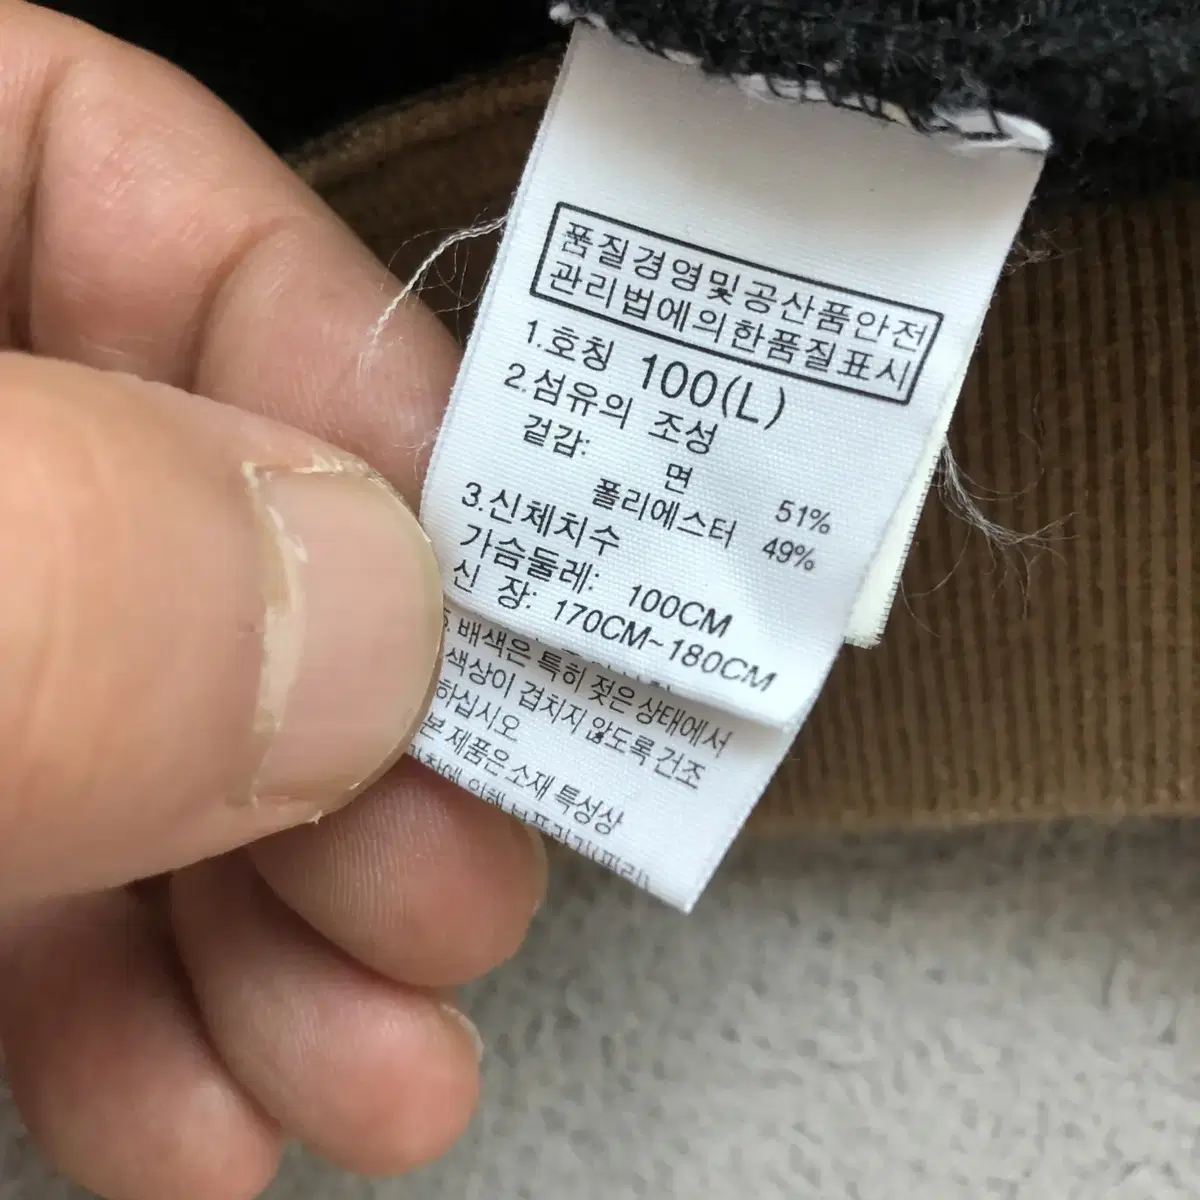 품질경영및공산품안전
관리법에의한품질표시
1.호칭 100(L)
2.섬유의 조성
겉감: 면 51%
폴리에스터 49%
3.신체치수
가슴둘레: 100CM
신 장: 170CM~180CM
배색은 특히 젖은 상태에서
색상이 겹치지 않도록 건조
하십시오
본 제품은 소재 특성상
의해